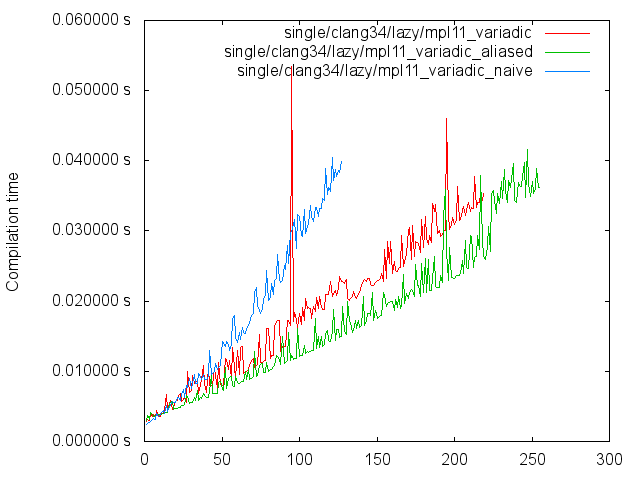 0.060000 s
single/clang34/lazy/mpl11_variadic
single/clang34/lazy/mpl11_variadic_aliased
single/clang34/lazy/mpl11_variadic_naive
0.050000 s
0.040000 s
0.030000 s
0.020000 s
0.010000 s
0.000000 s
Compilation time
0 50 100 150 200 250 300